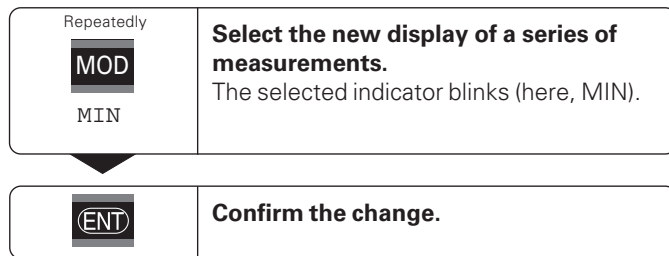 Repeatedly
MOD
MIN
Select the new display of a series of
measurements.
The selected indicator blinks (here, MIN).
ENT
Confirm the change.